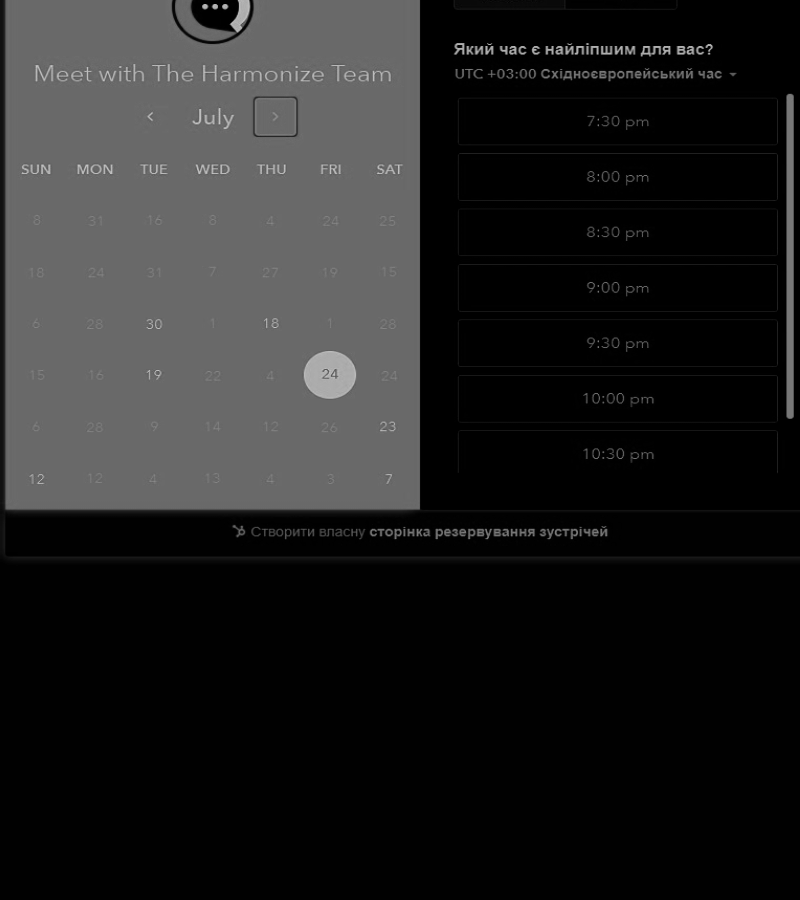 Meet with The Harmonize Team
July
SUN MON TUE WED THU FRI SAT
8 31 16 8 4 24 25
18 24 31 7 27 19 15
6 28 30 1 18 1 28
15 16 19 22 4 24 24
6 28 9 14 12 26 23
12 12 4 13 4 3 7
Який час є найліпшим для вас?
UTC +03:00 Східноєвропейський час
7:30 pm
8:00 pm
8:30 pm
9:00 pm
9:30 pm
10:00 pm
10:30 pm
Створити власну сторінка резервування зустрічей